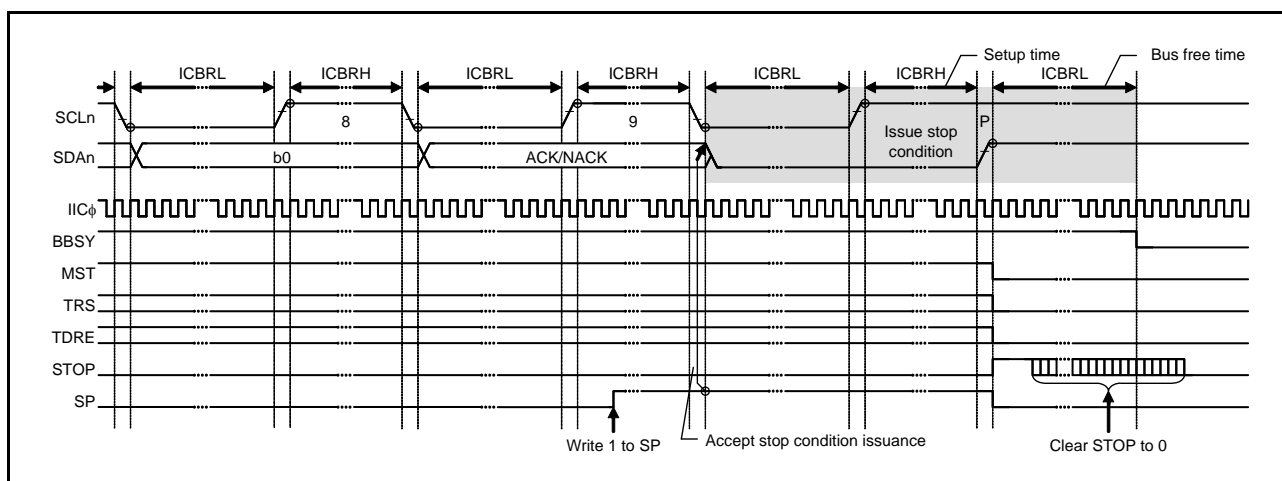 Setup time
Bus free time
ICBRL ICBRH ICBRL ICBRH ICBRL ICBRH ICBRL
SCLn 8 9 P
Issue stop
condition
SDAn b0 ACK/NACK
IICϕ
BBSY
MST
TRS
TDRE
STOP
SP
Write 1 to SP
Accept stop condition issuance
Clear STOP to 0